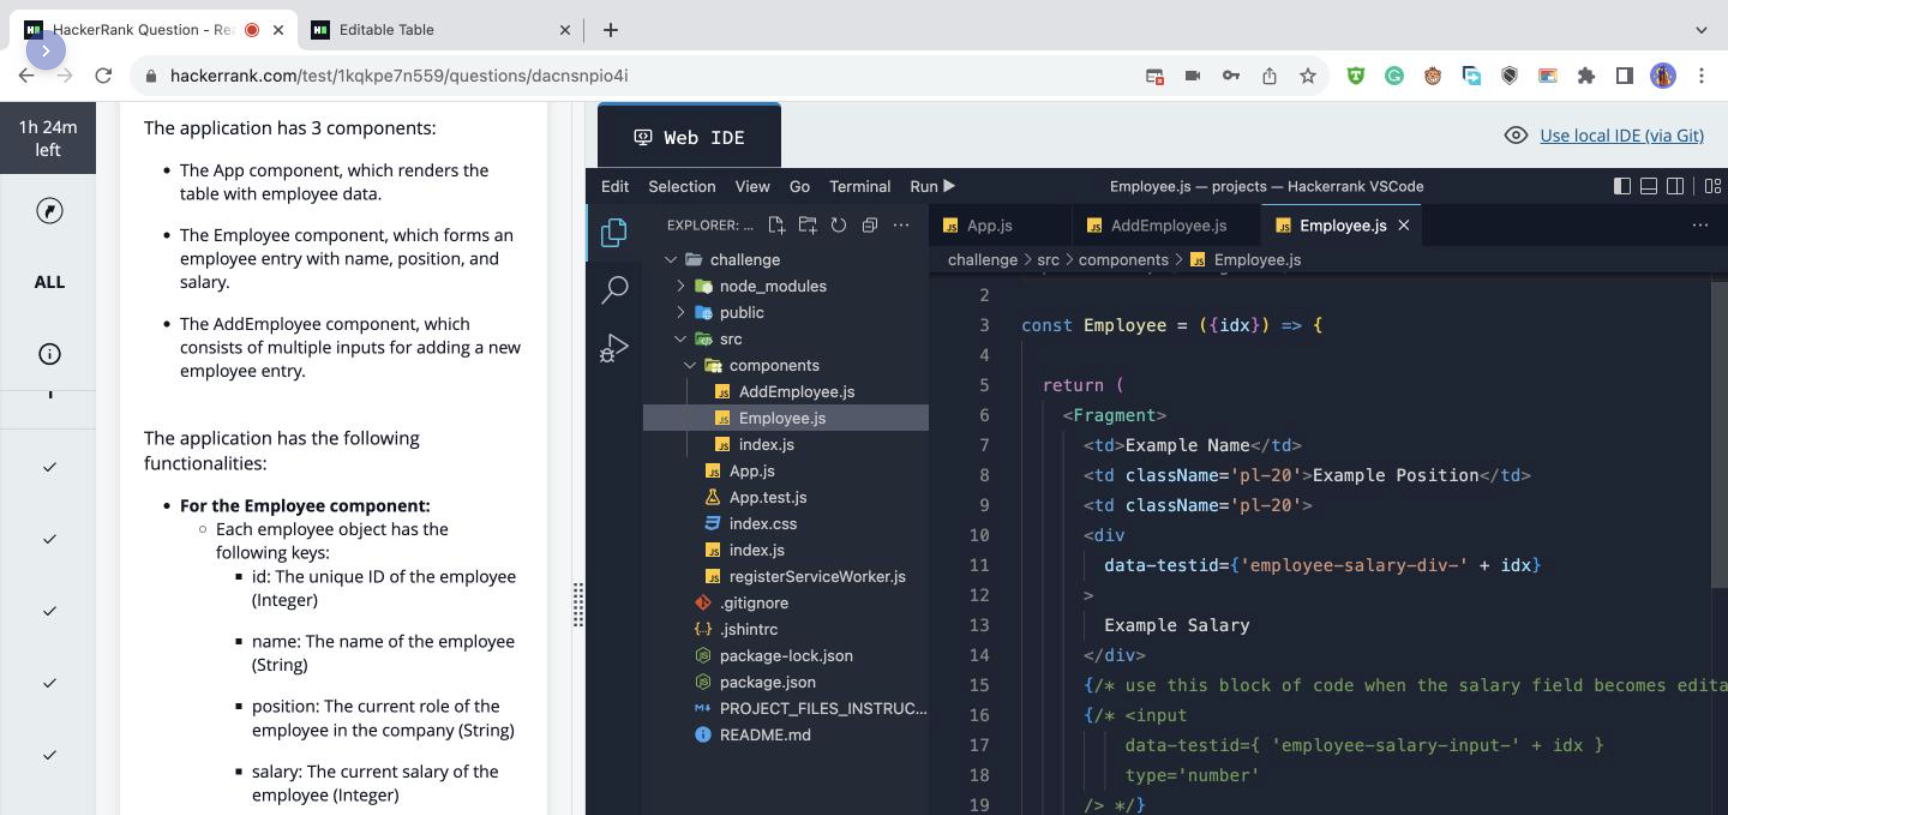 HackerRank Question - Re
Editable Table
hackerrank.com/test/1kqkpe7n559/questions/dacnsnpio4i
1h 24m
left
ALL
The application has 3 components:
The App component, which renders the
table with employee data.
The Employee component, which forms an
employee entry with name, position, and
salary.
The AddEmployee component, which
consists of multiple inputs for adding a new
employee entry.
The application has the following
functionalities:
For the Employee component:
Each employee object has the
following keys:
id: The unique ID of the employee
(Integer)
name: The name of the employee
(String)
position: The current role of the
employee in the company (String)
salary: The current salary of the
employee (Integer)
Web IDE
Use local IDE (via Git)
Edit Selection View Go Terminal Run
Employee.js — projects — Hackerrank VSCode
EXPLORER: ...
challenge
node_modules
public
src
components
AddEmployee.js
Employee.js
index.js
App.js
App.test.js
index.css
index.js
registerServiceWorker.js
.gitignore
.jshintrc
package-lock.json
package.json
PROJECT_FILES_INSTRUC...
README.md
App.js AddEmployee.js Employee.js
challenge > src > components > Employee.js
2
3 const Employee = ({idx}) => {
4
5 return (
6 <Fragment>
7 <td>Example Name</td>
8 <td className='pl-20'>Example Position</td>
9 <td className='pl-20'>
10 <div
11 data-testid={'employee-salary-div-' + idx}
12 >
13 Example Salary
14 </div>
15 {/* use this block of code when the salary field becomes edita
16 {/* <input
17 data-testid={ 'employee-salary-input-' + idx }
18 type='number'
19 /> */}